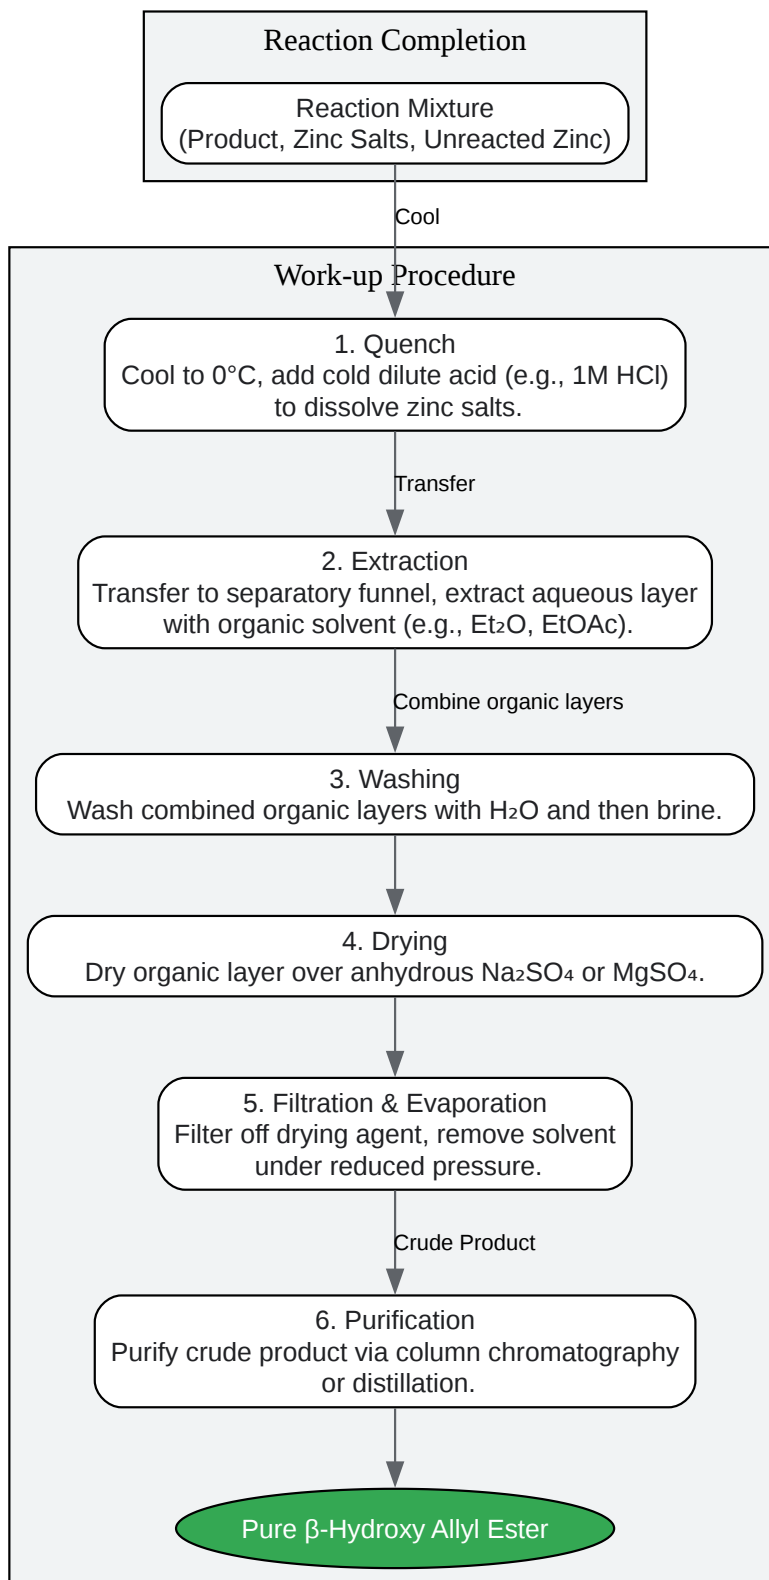 Reaction Completion
Reaction Mixture
(Product, Zinc Salts, Unreacted Zinc)
Cool
Work-up Procedure
1. Quench
Cool to 0°C, add cold dilute acid (e.g., 1M HCl)
to dissolve zinc salts.
Transfer
2. Extraction
Transfer to separatory funnel, extract aqueous layer
with organic solvent (e.g., Et₂O, EtOAc).
Combine organic layers
3. Washing
Wash combined organic layers with H₂O and then brine.
4. Drying
Dry organic layer over anhydrous Na₂SO₄ or MgSO₄.
5. Filtration & Evaporation
Filter off drying agent, remove solvent
under reduced pressure.
Crude Product
6. Purification
Purify crude product via column chromatography
or distillation.
Pure β-Hydroxy Allyl Ester